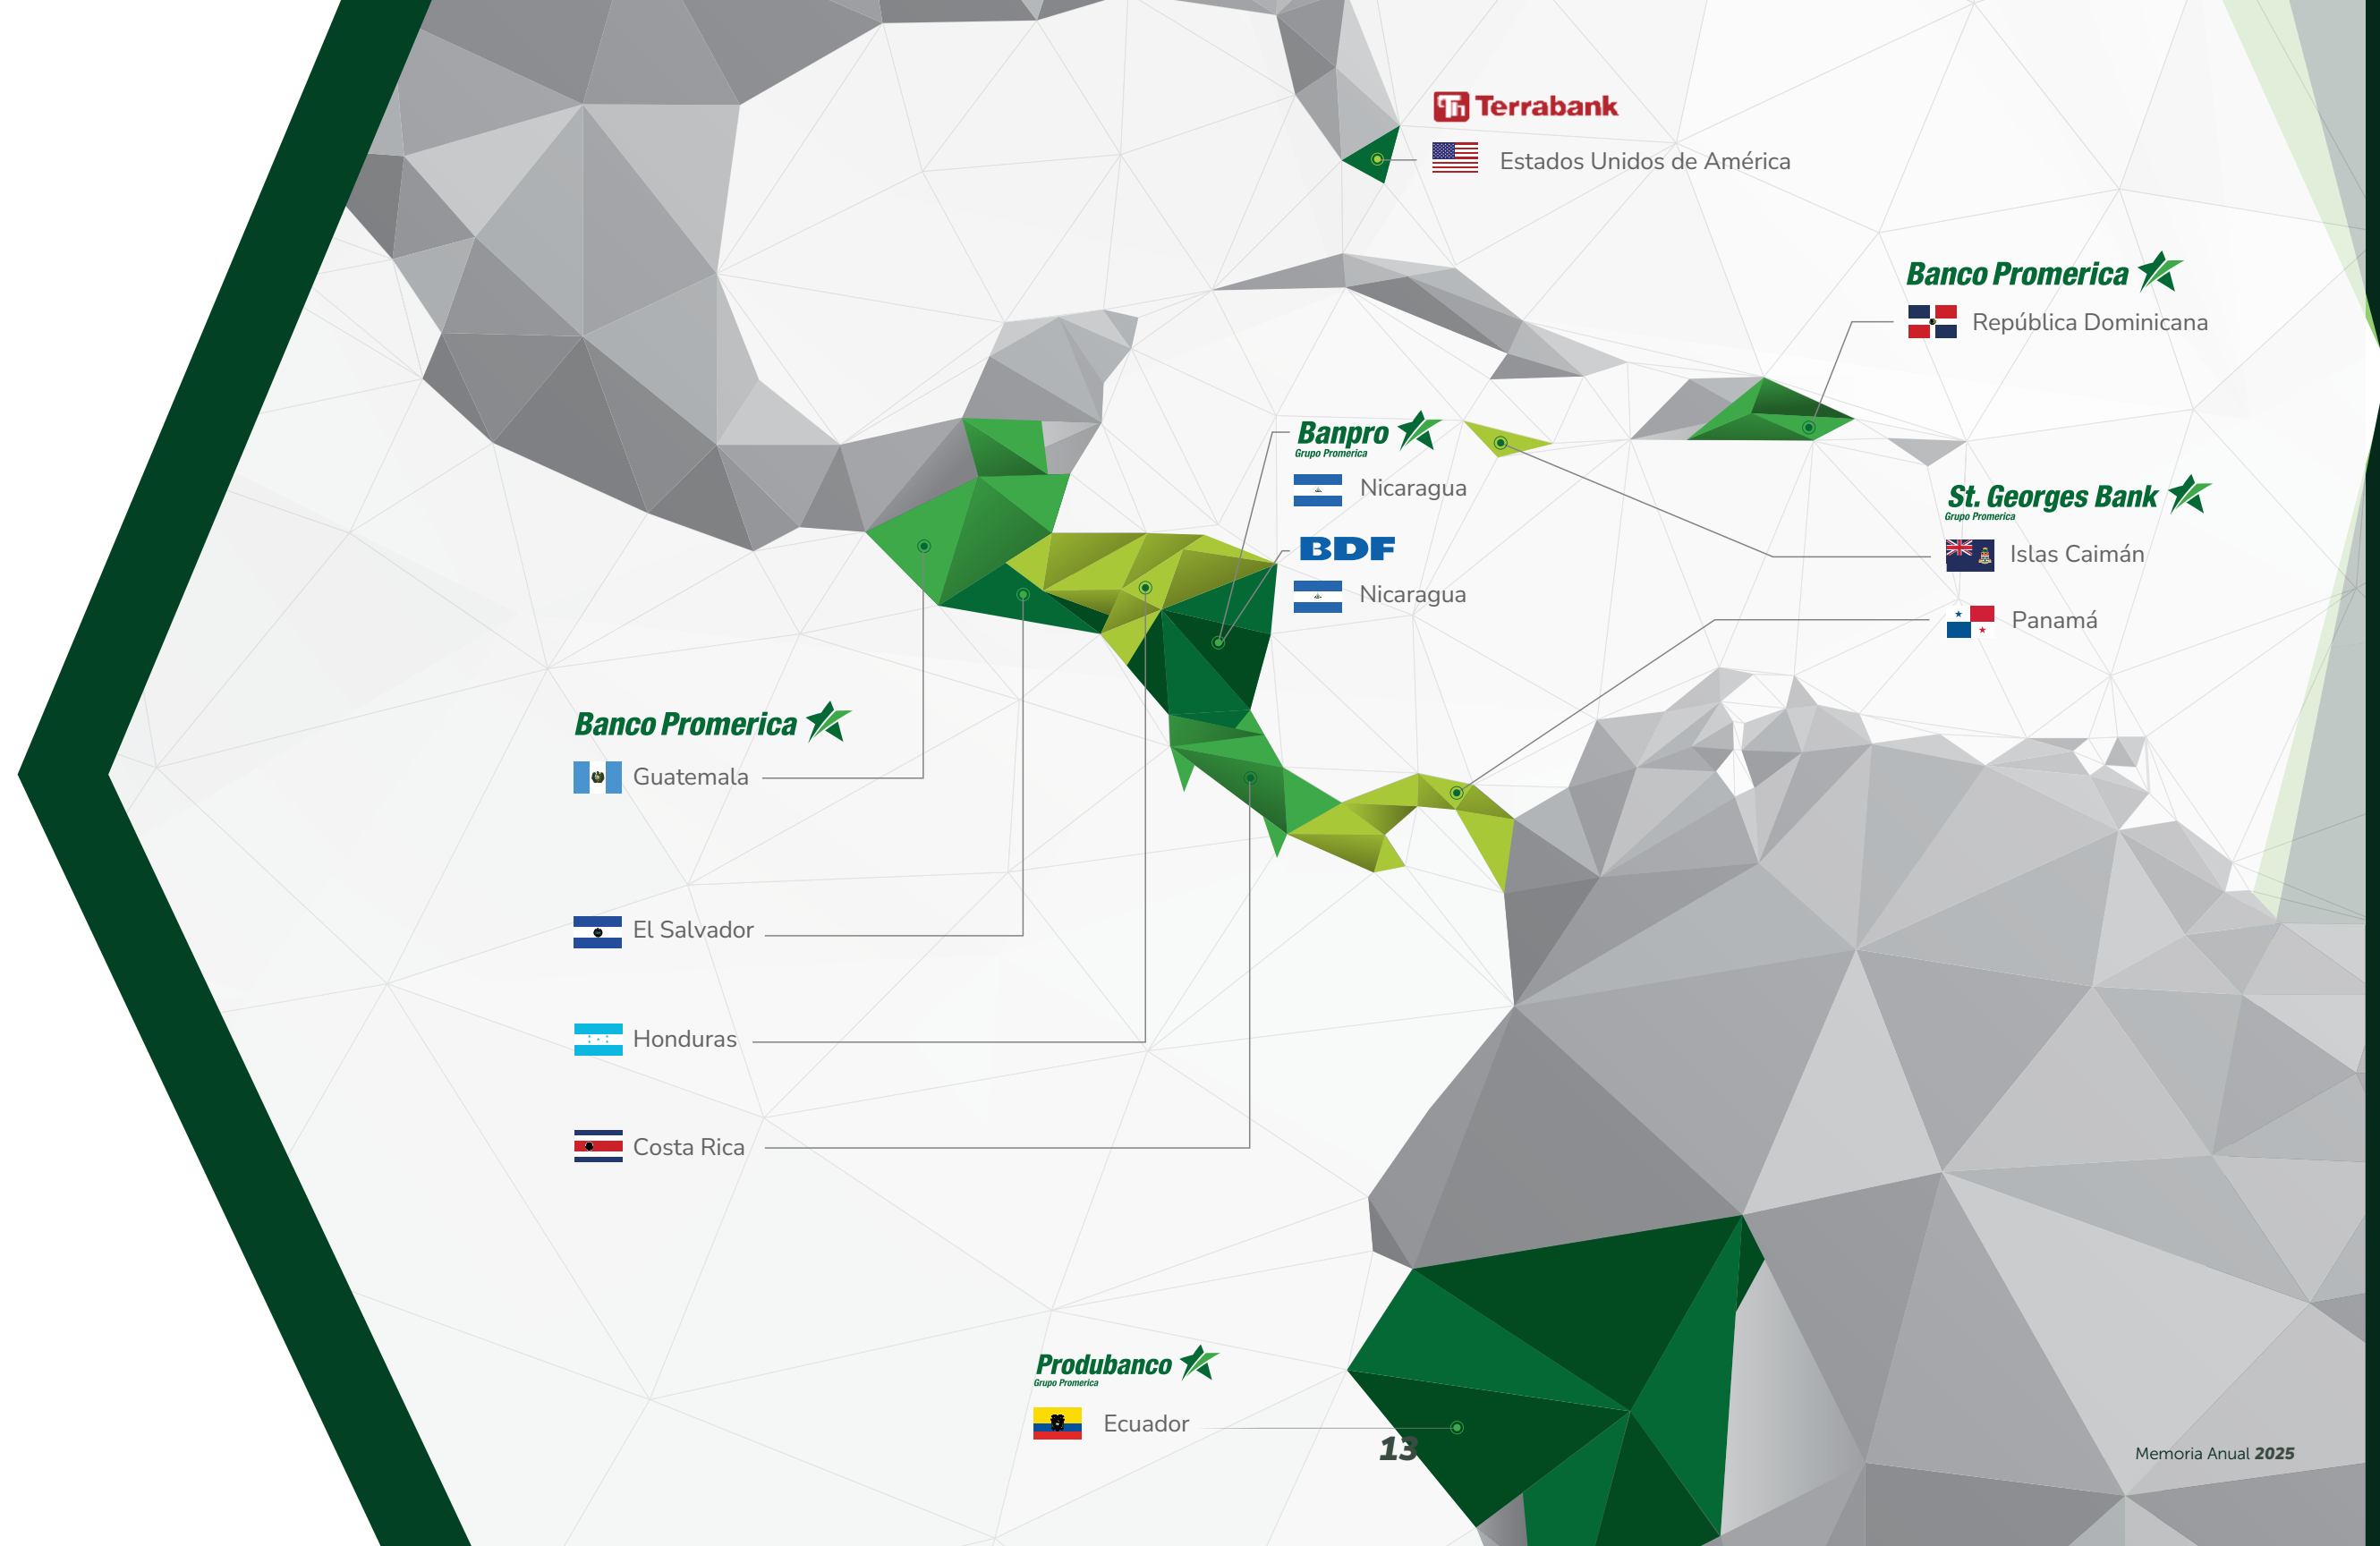 Terrabank
Estados Unidos de América
Banco Promerica
República Dominicana
Banpro
Grupo Promerica
Nicaragua
BDF
Nicaragua
St. Georges Bank
Grupo Promerica
Islas Caimán
Panamá
Banco Promerica
Guatemala
El Salvador
Honduras
Costa Rica
Produbanco
Grupo Promerica
Ecuador
13
Memoria Anual 2025